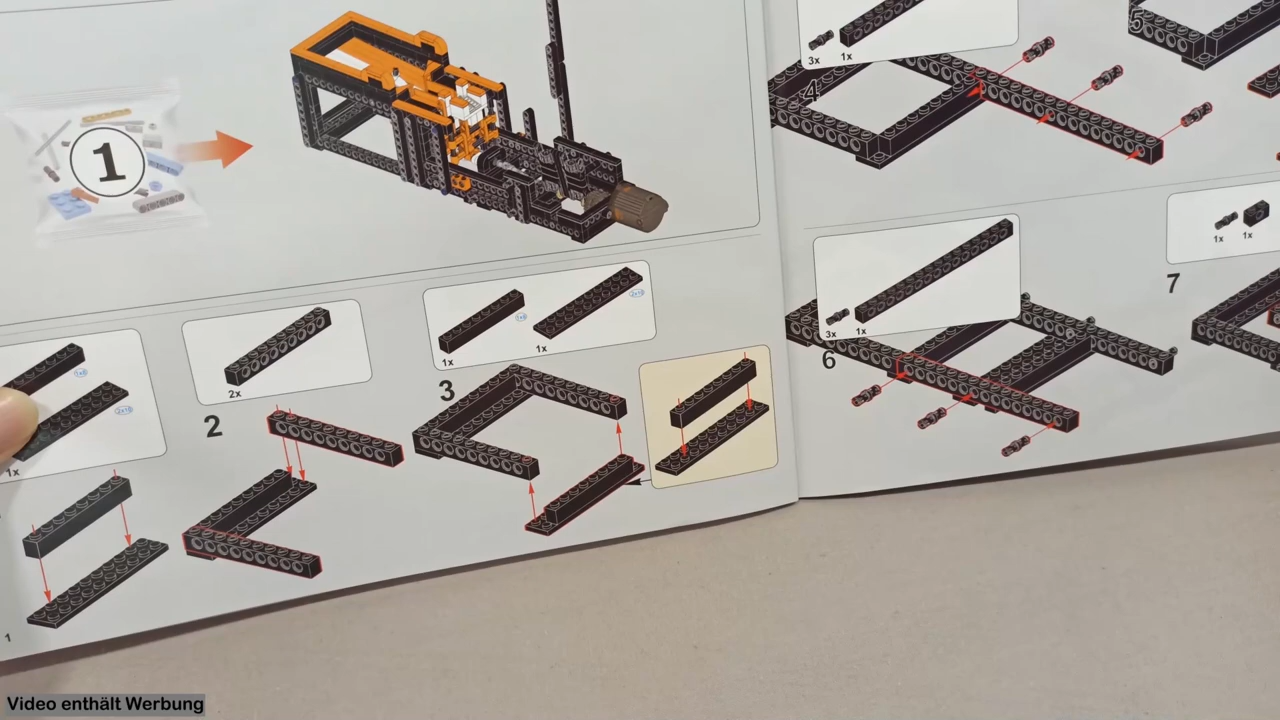 1
1x
1
2
2x
3
1x
1x
4
3x
1x
5
6
3x
1x
7
1x
1x
Video enthält Werbung